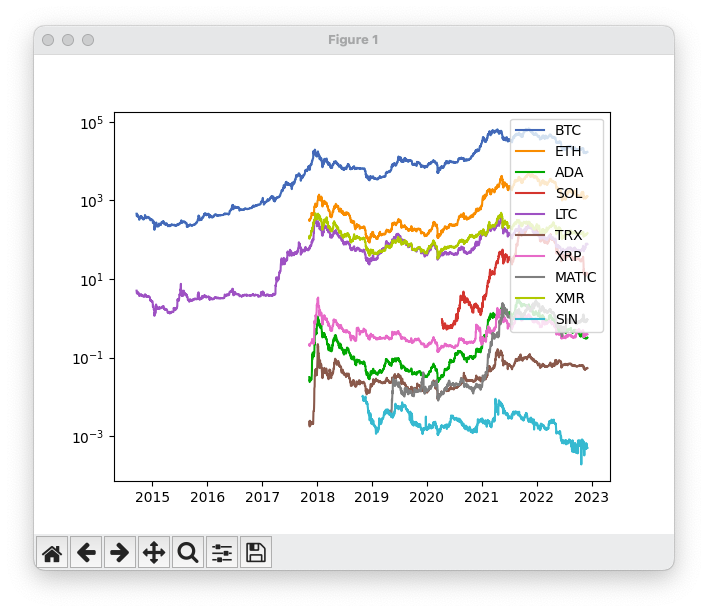 Figure 1
10^5
10^3
10^1
10^−1
10^−3
BTC
ETH
ADA
SOL
LTC
TRX
XRP
MATIC
XMR
SIN
2015 2016 2017 2018 2019 2020 2021 2022 2023